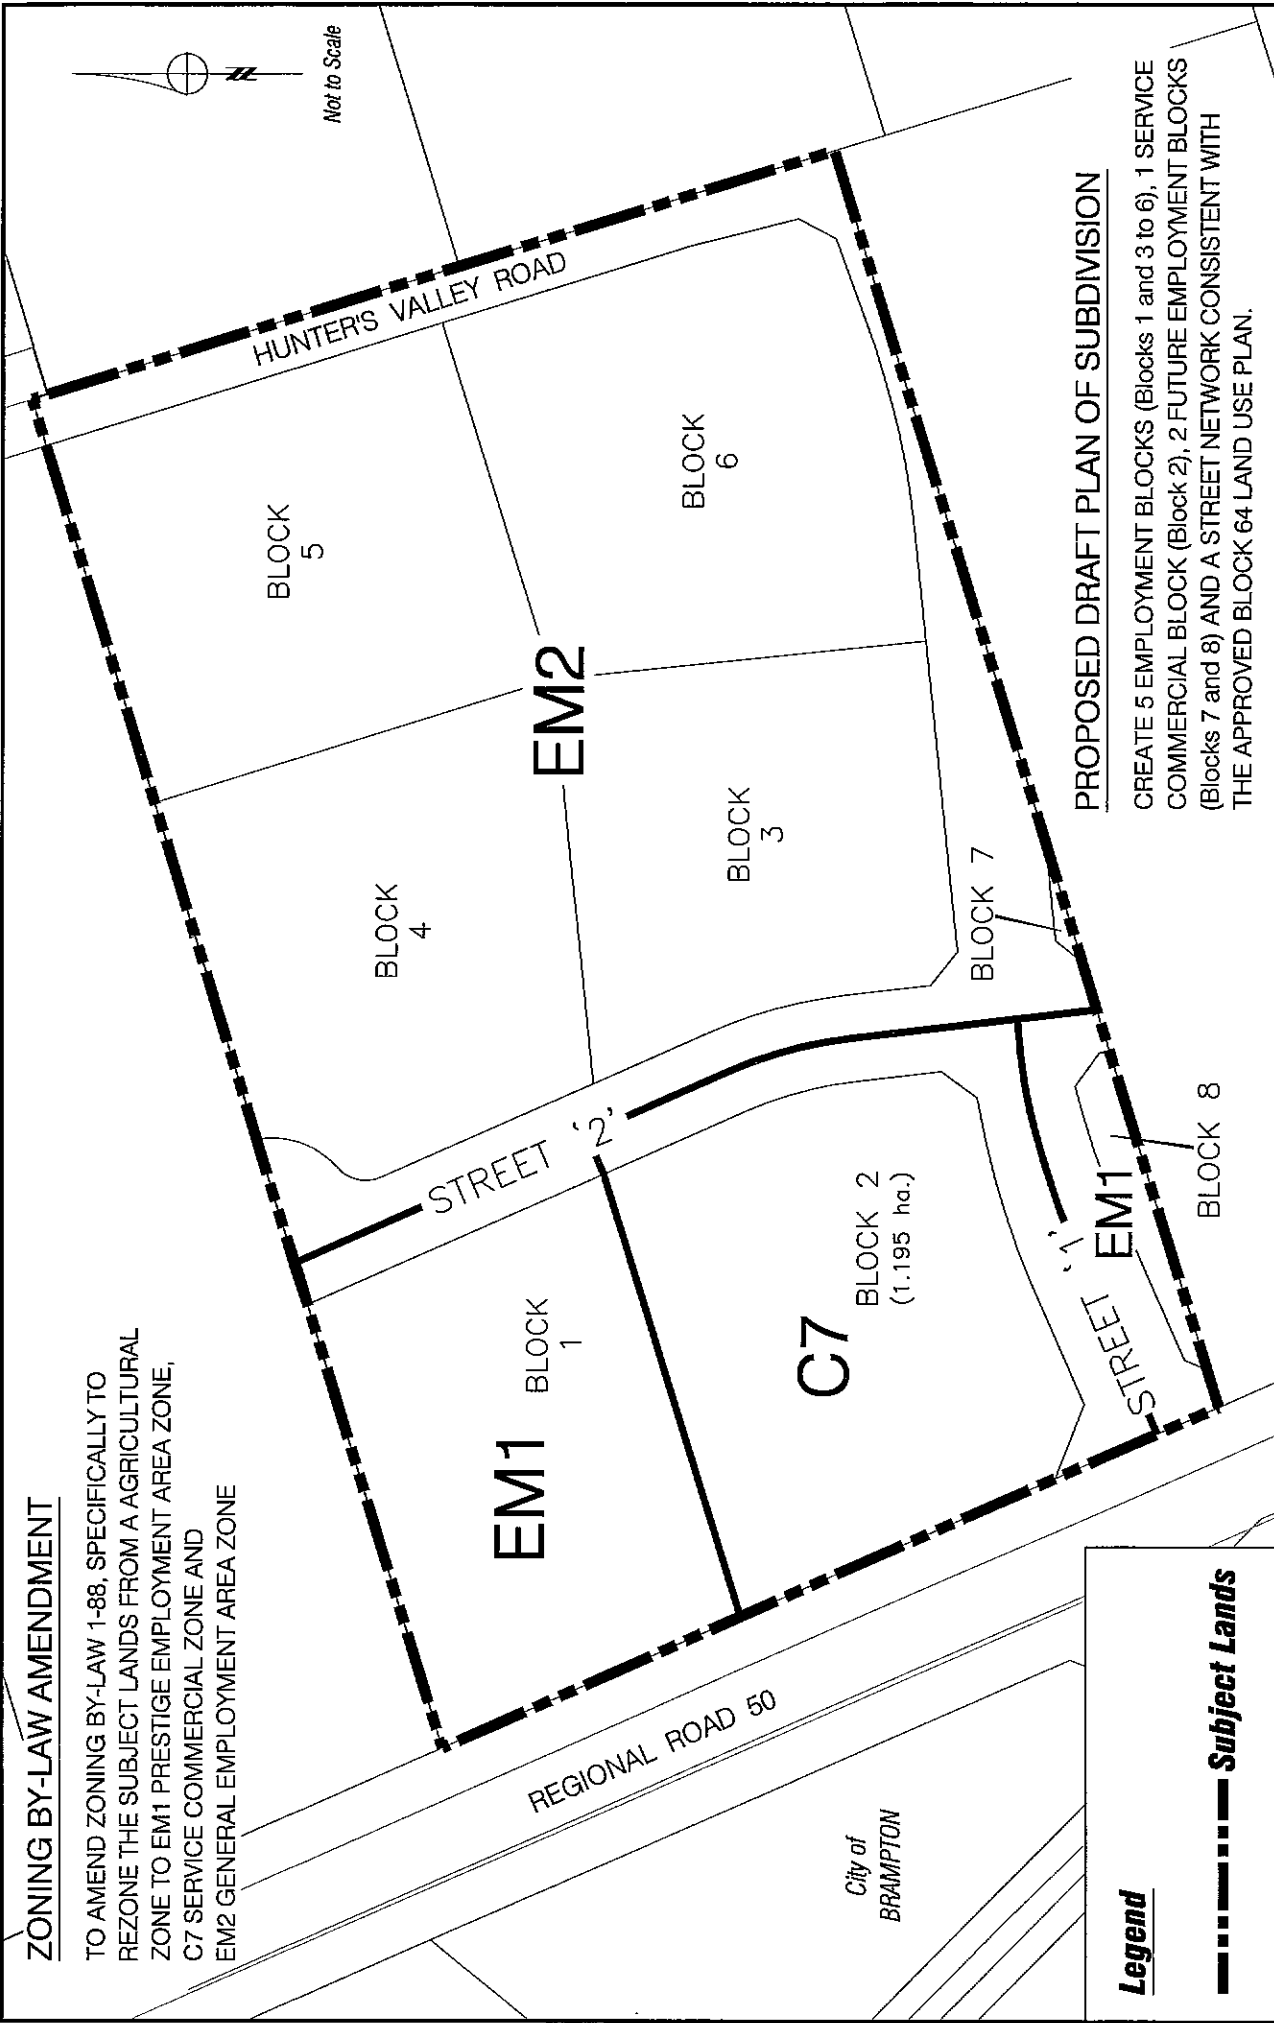 ZONING BY-LAW AMENDMENT
TO AMEND ZONING BY-LAW 1-88, SPECIFICALLY TO
REZONE THE SUBJECT LANDS FROM A AGRICULTURAL
ZONE TO EM1 PRESTIGE EMPLOYMENT AREA ZONE,
C7 SERVICE COMMERCIAL ZONE AND
EM2 GENERAL EMPLOYMENT AREA ZONE
Not to Scale
HUNTER'S VALLEY ROAD
BLOCK
5
BLOCK
4
EM2
BLOCK
6
BLOCK
3
STREET '2'
EM1
BLOCK
1
C7
BLOCK 2
(1.195 ha.)
BLOCK 7
STREET '1'
EM1
BLOCK 8
REGIONAL ROAD 50
City of
BRAMPTON
PROPOSED DRAFT PLAN OF SUBDIVISION
CREATE 5 EMPLOYMENT BLOCKS (Blocks 1 and 3 to 6), 1 SERVICE
COMMERCIAL BLOCK (Block 2), 2 FUTURE EMPLOYMENT BLOCKS
(Blocks 7 and 8) AND A STREET NETWORK CONSISTENT WITH
THE APPROVED BLOCK 64 LAND USE PLAN.
Legend
Subject Lands